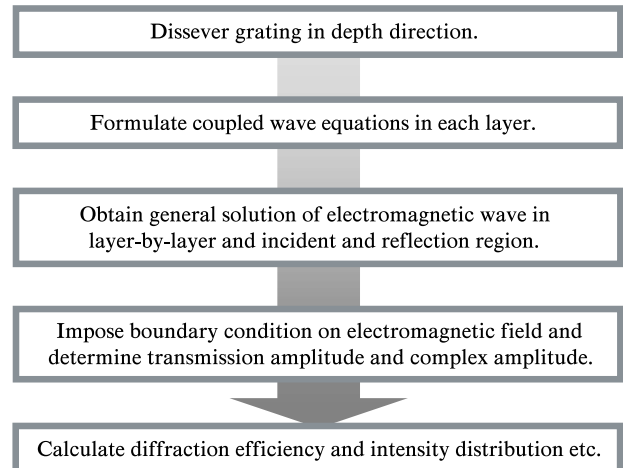 Dissever grating in depth direction.
Formulate coupled wave equations in each layer.
Obtain general solution of electromagnetic wave in
layer-by-layer and incident and reflection region.
Impose boundary condition on electromagnetic field and
determine transmission amplitude and complex amplitude.
Calculate diffraction efficiency and intensity distribution etc.